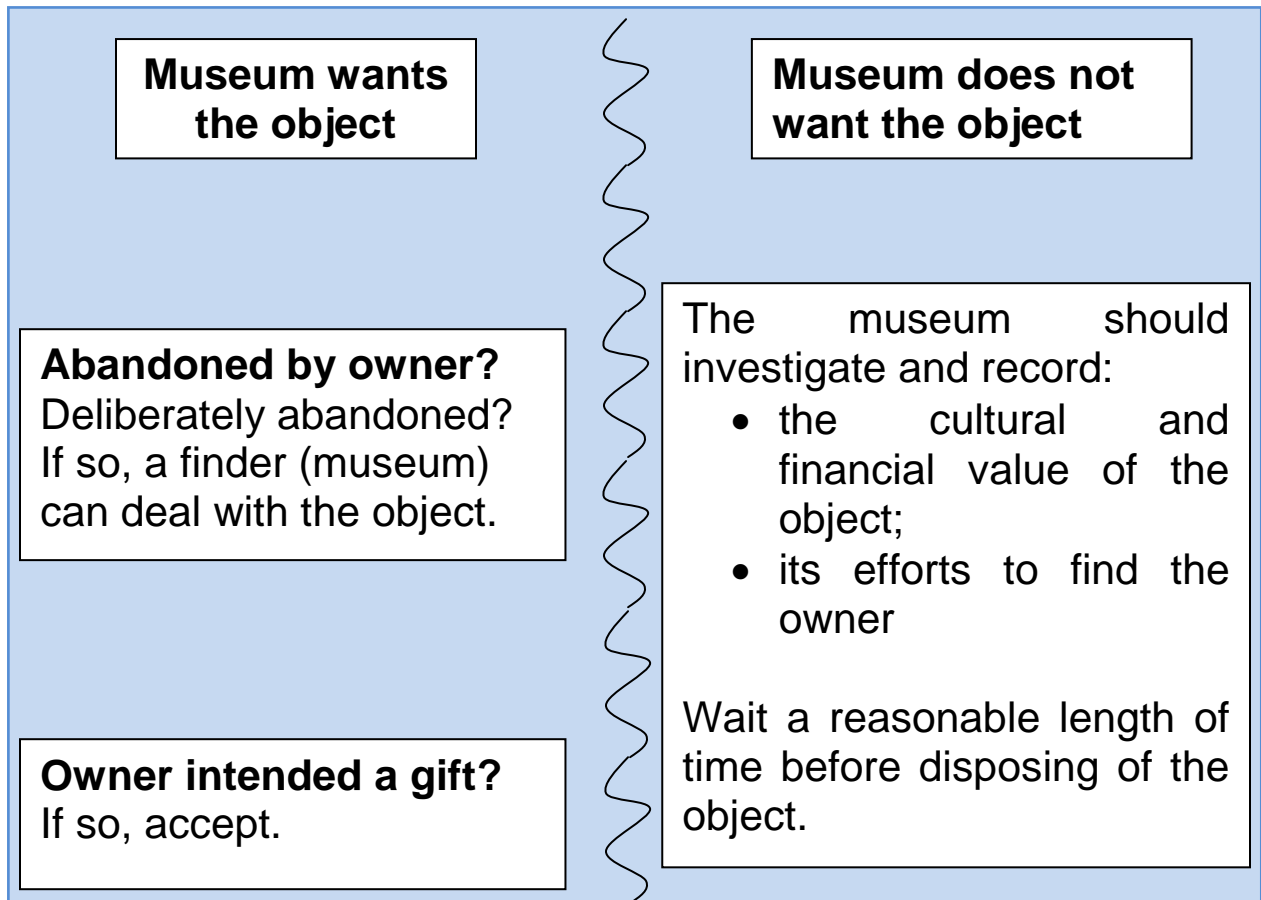 Museum wants
the object
Abandoned by owner?
Deliberately abandoned?
If so, a finder (museum)
can deal with the object.
Owner intended a gift?
If so, accept.
Museum does not
want the object
The museum should
investigate and record:
• the cultural and
financial value of the
object;
• its efforts to find the
owner
Wait a reasonable length of
time before disposing of the
object.